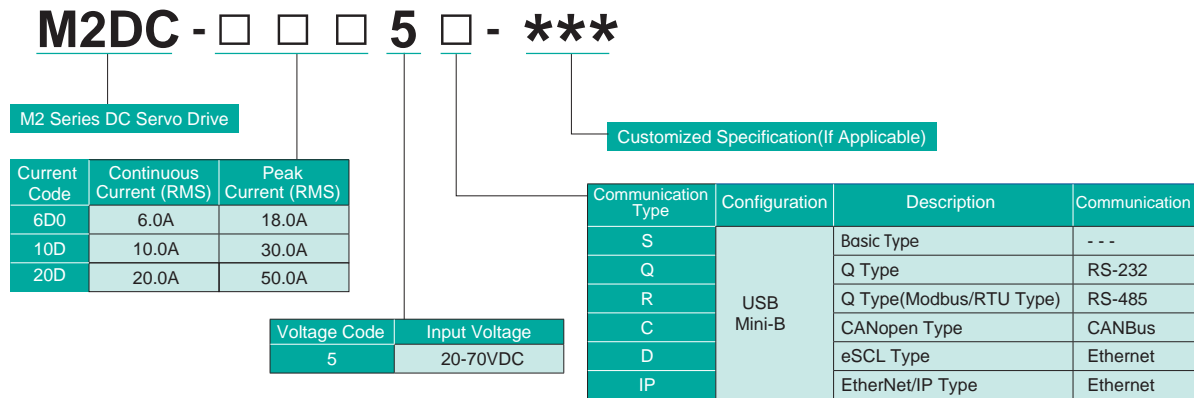 M2DC - □ □ □ 5 □ - ***
M2 Series DC Servo Drive
Customized Specification(If Applicable)
Current Code Continuous Current (RMS) Peak Current (RMS)
6D0 6.0A 18.0A
10D 10.0A 30.0A
20D 20.0A 50.0A
Voltage Code Input Voltage
5 20-70VDC
Communication Type Configuration Description Communication
S USB Mini-B Basic Type - - -
Q Q Type RS-232
R Q Type(Modbus/RTU Type) RS-485
C CANopen Type CANBus
D eSCL Type Ethernet
IP EtherNet/IP Type Ethernet